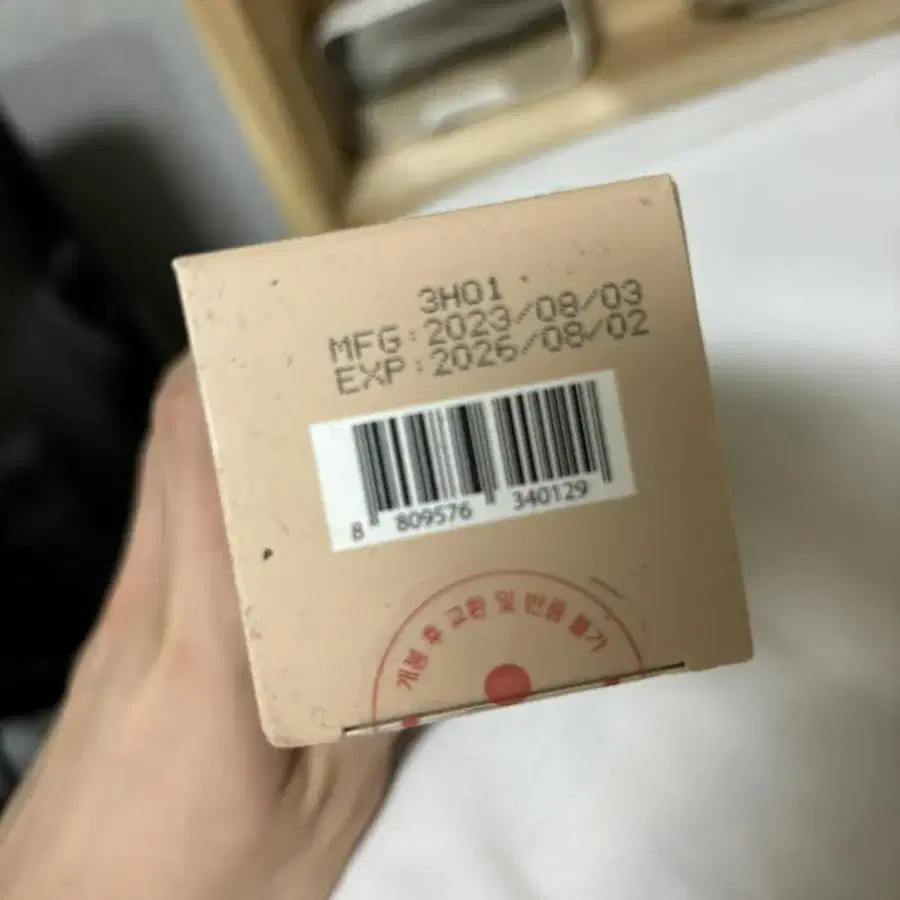 3H01
MFG:2023/08/03
EXP:2026/08/02
8 809576 340129
개봉 후 교환 및 반품 불가